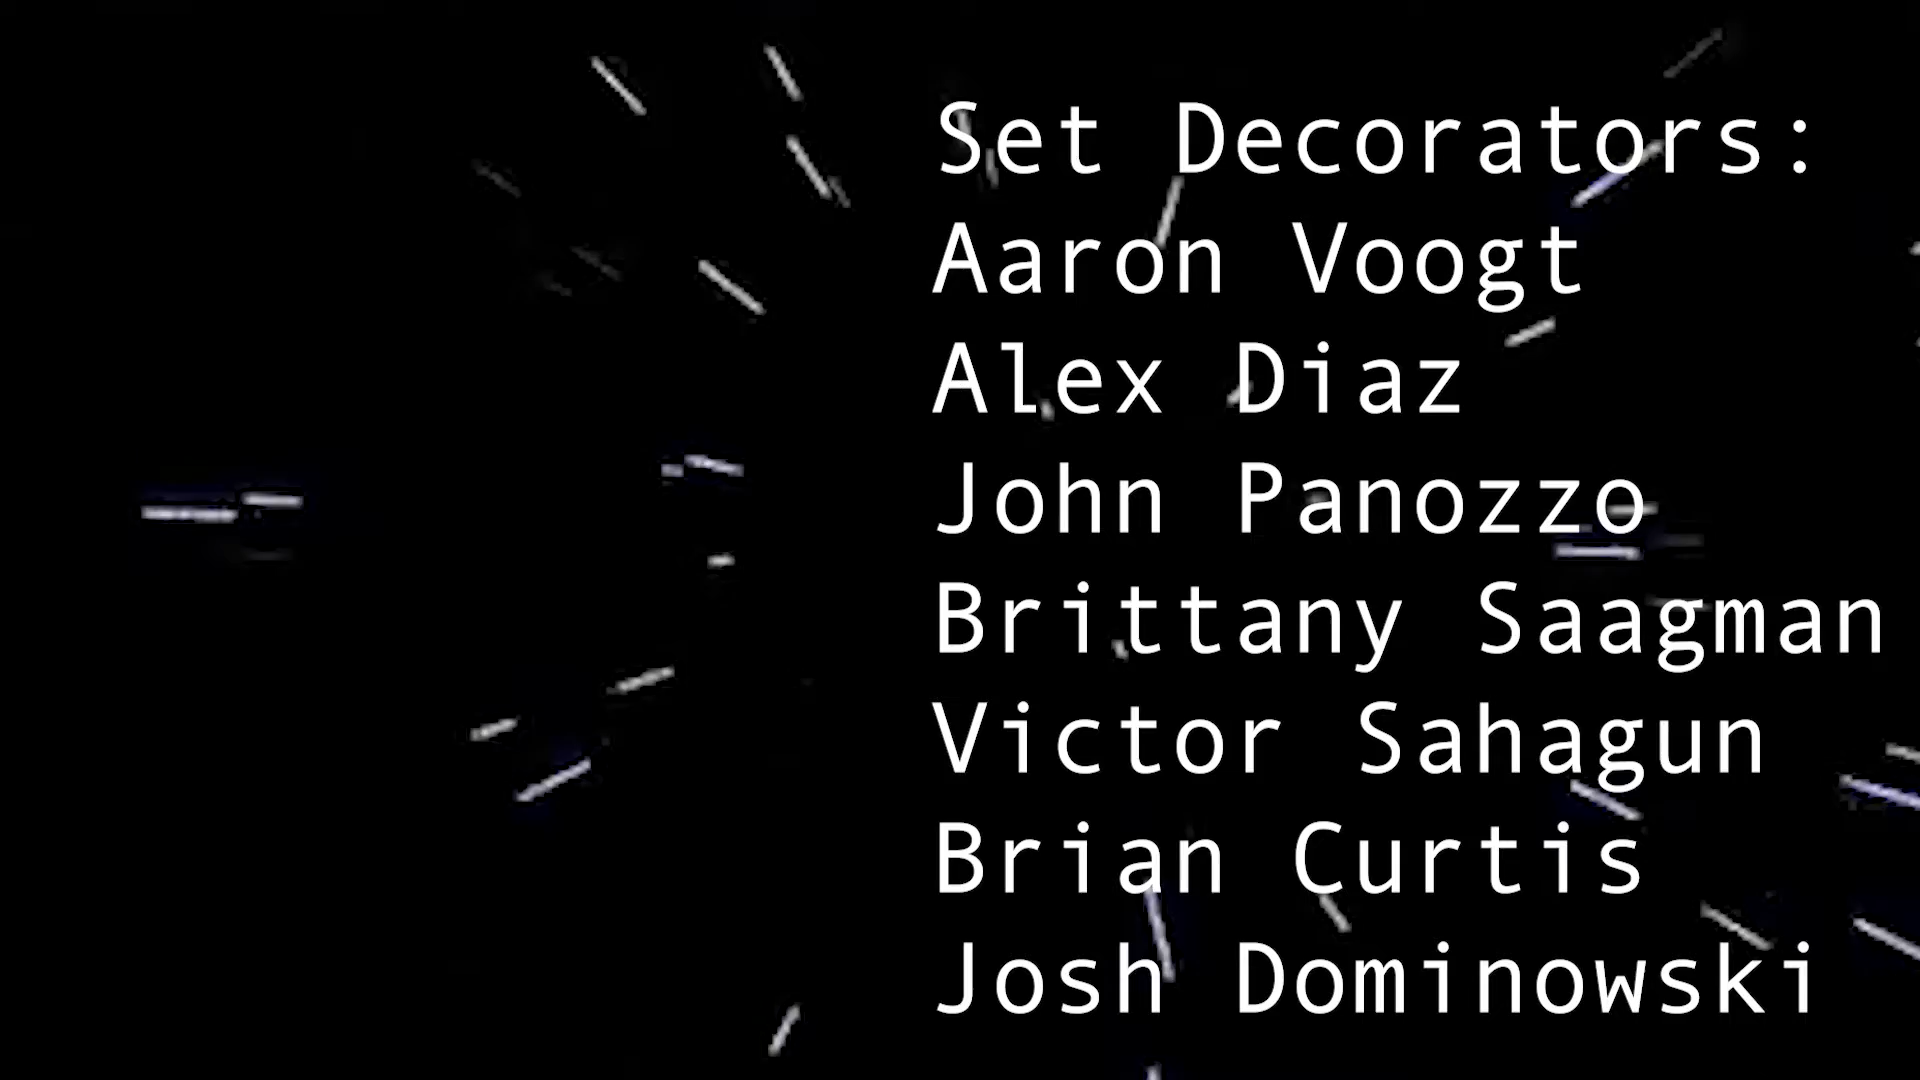 Set Decorators:
Aaron Voogt
Alex Diaz
John Panozzo
Brittany Saagman
Victor Sahagun
Brian Curtis
Josh Dominowski